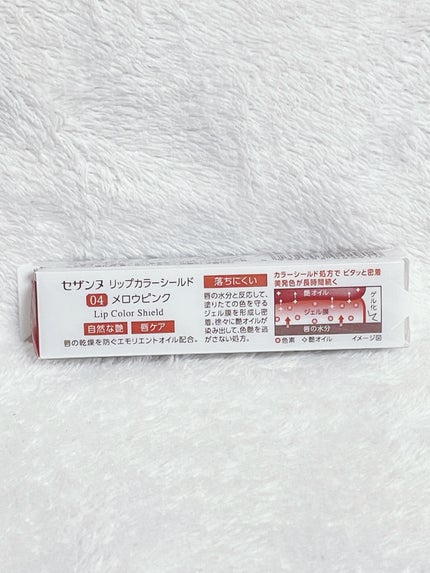 セザンヌ リップカラーシールド
04 メロウピンク
Lip Color Shield
自然な艶 唇ケア
唇の乾燥を防ぐエモリエントオイル配合。
落ちにくい
唇の水分と反応して、
塗りたての色を守る
ジェル膜を形成し密
着。徐々に艶オイルが
染み出して、色艶を逃
がさない処方。
カラーシールド処方で ピタッと密着
美発色が長時間続く
艶オイル
ジェル膜
唇の水分
ゲル化して
色素 艶オイル イメージ図